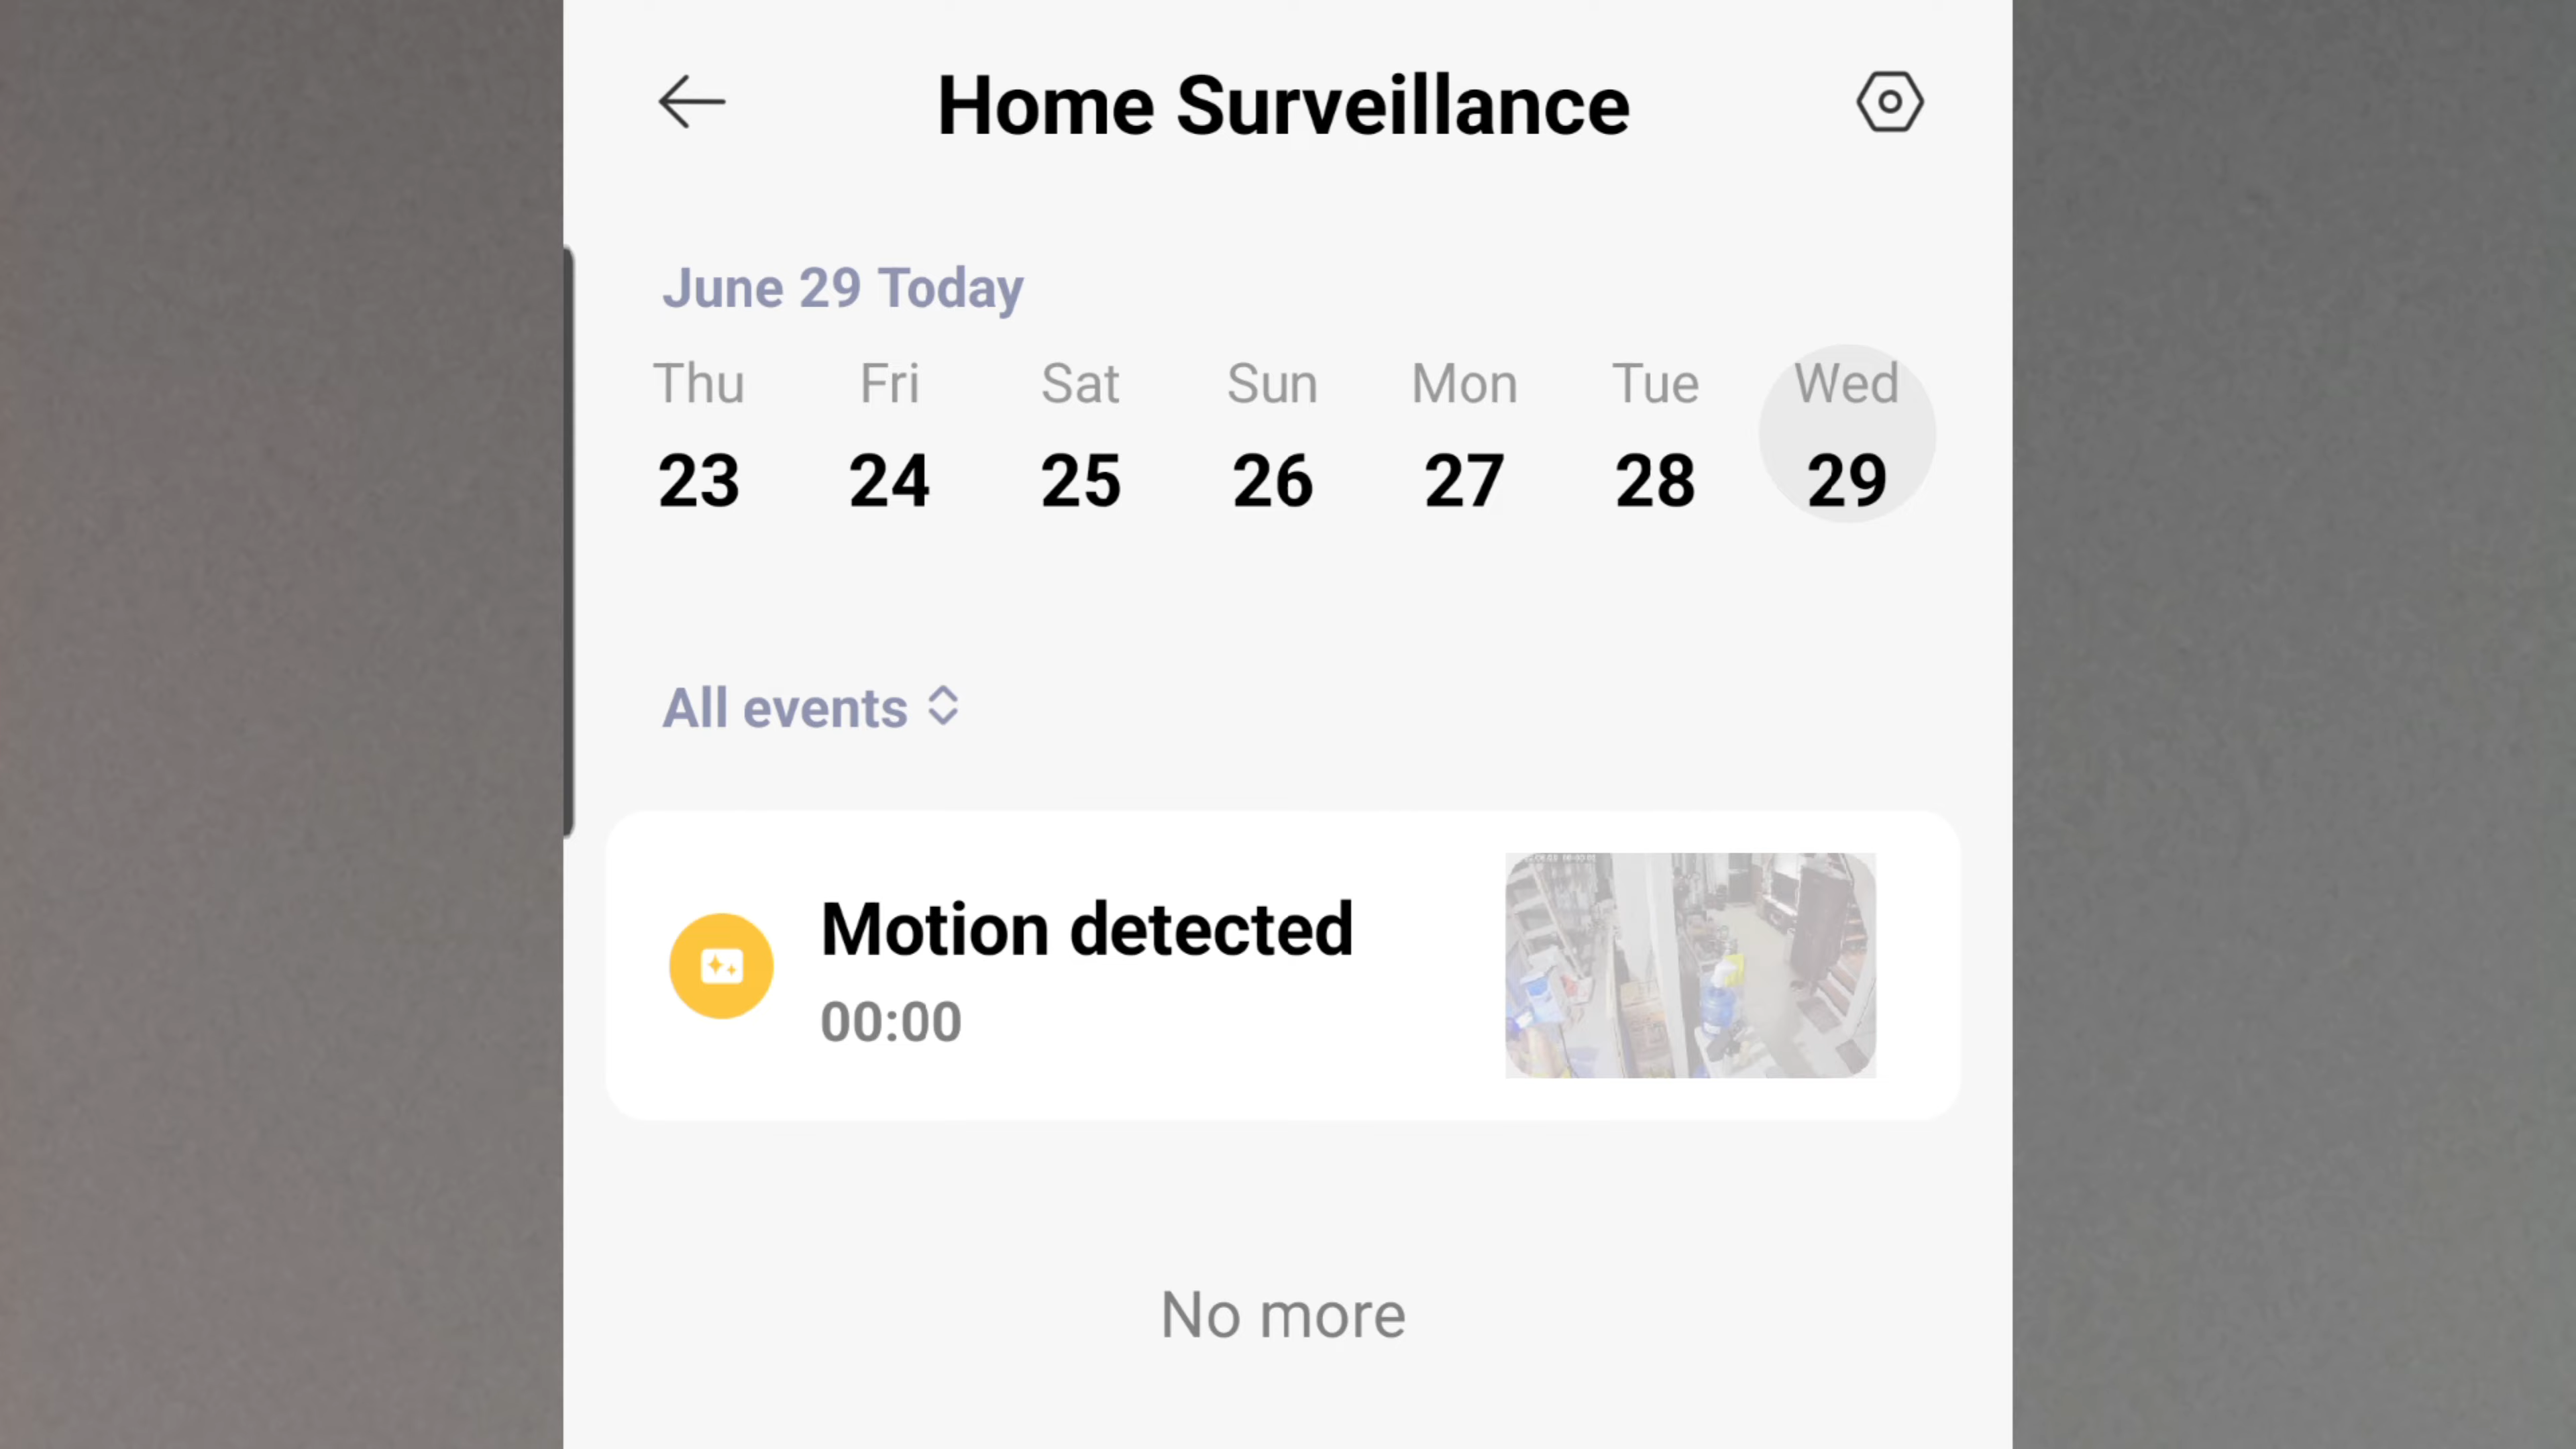 Home Surveillance
June 29 Today
Thu Fri Sat Sun Mon Tue Wed
23 24 25 26 27 28 29
All events
Motion detected
00:00
No more